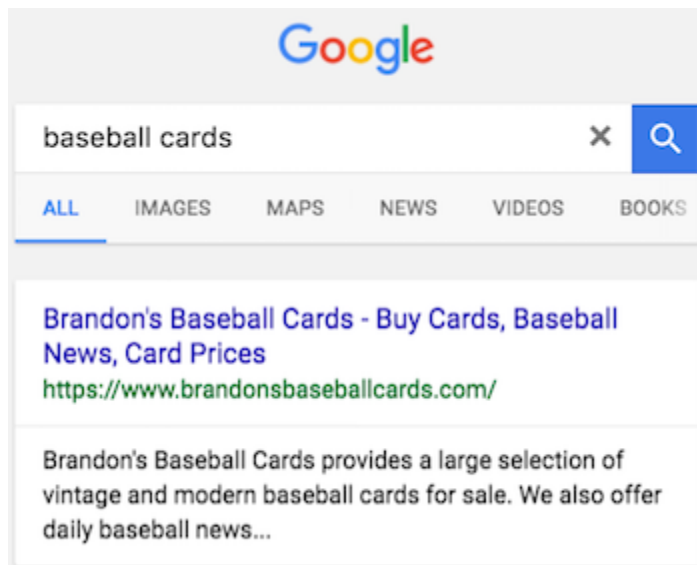 Google
baseball cards
ALL IMAGES MAPS NEWS VIDEOS BOOKS
Brandon's Baseball Cards - Buy Cards, Baseball
News, Card Prices
https://www.brandonsbaseballcards.com/
Brandon's Baseball Cards provides a large selection of
vintage and modern baseball cards for sale. We also offer
daily baseball news...